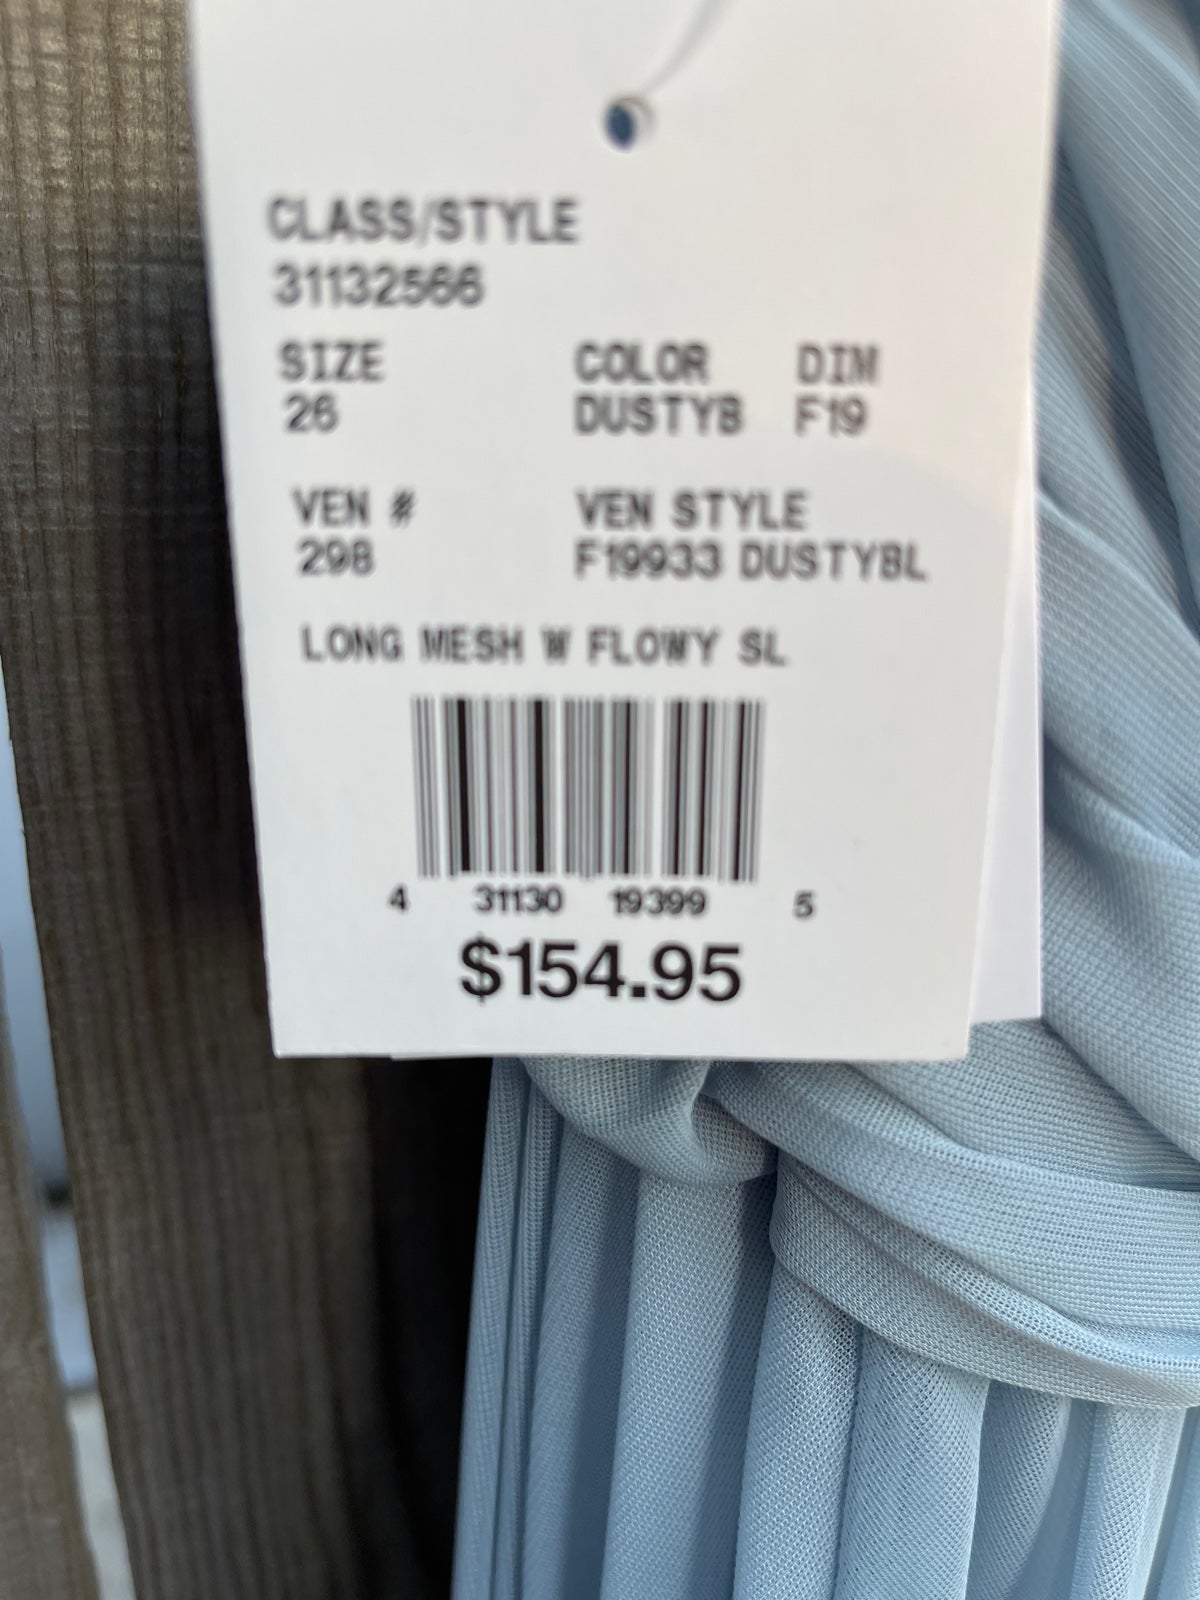 CLASS/STYLE
31132566
SIZE COLOR DIM
26 DUSTYB F19
VEN # VEN STYLE
298 F19933 DUSTYBL
LONG MESH W FLOWY SL
4 31130 19399 5
$154.95